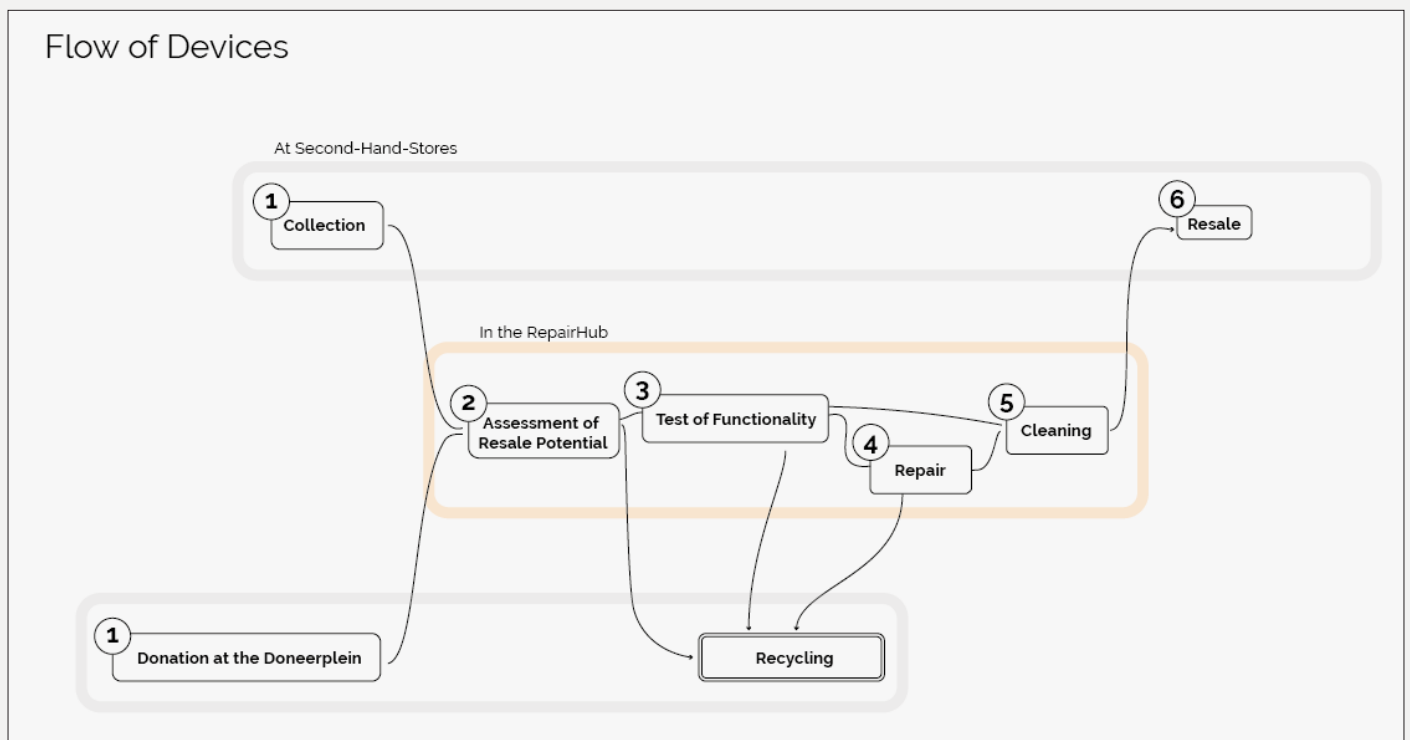 Flow of Devices
At Second-Hand-Stores
1
Collection
6
Resale
In the RepairHub
2
Assessment of
Resale Potential
3
Test of Functionality
4
Repair
5
Cleaning
1
Donation at the Doneerplein
Recycling